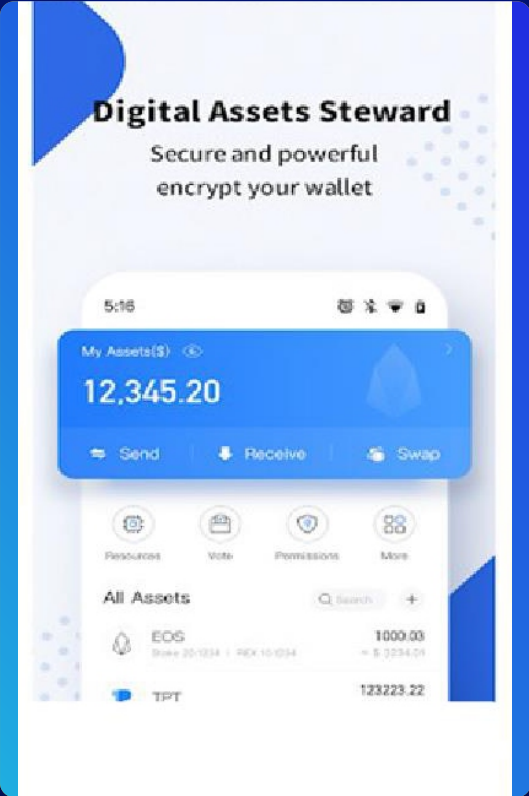 Digital Assets Steward
Secure and powerful
encrypt your wallet
5:16
My Assets($)
12,345.20
Send Receive Swap
Resources Vote Permissions More
All Assets Search +
EOS 1000.03
TPT 123223.22